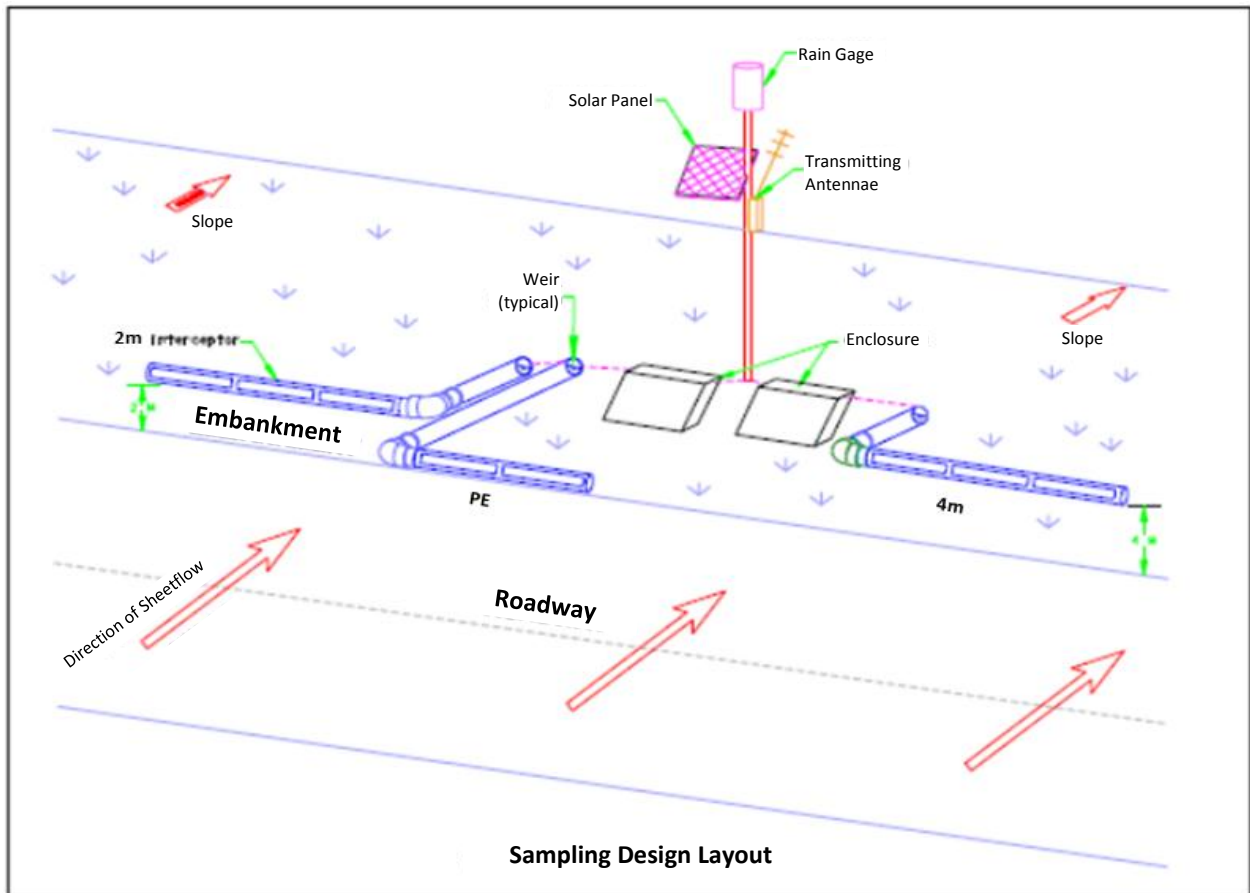 Rain Gage
Solar Panel
Transmitting
Antennae
Slope
Weir
(typical)
2m Interceptor
Enclosure
Slope
Embankment
PE
4m
Direction of Sheetflow
Roadway
Sampling Design Layout